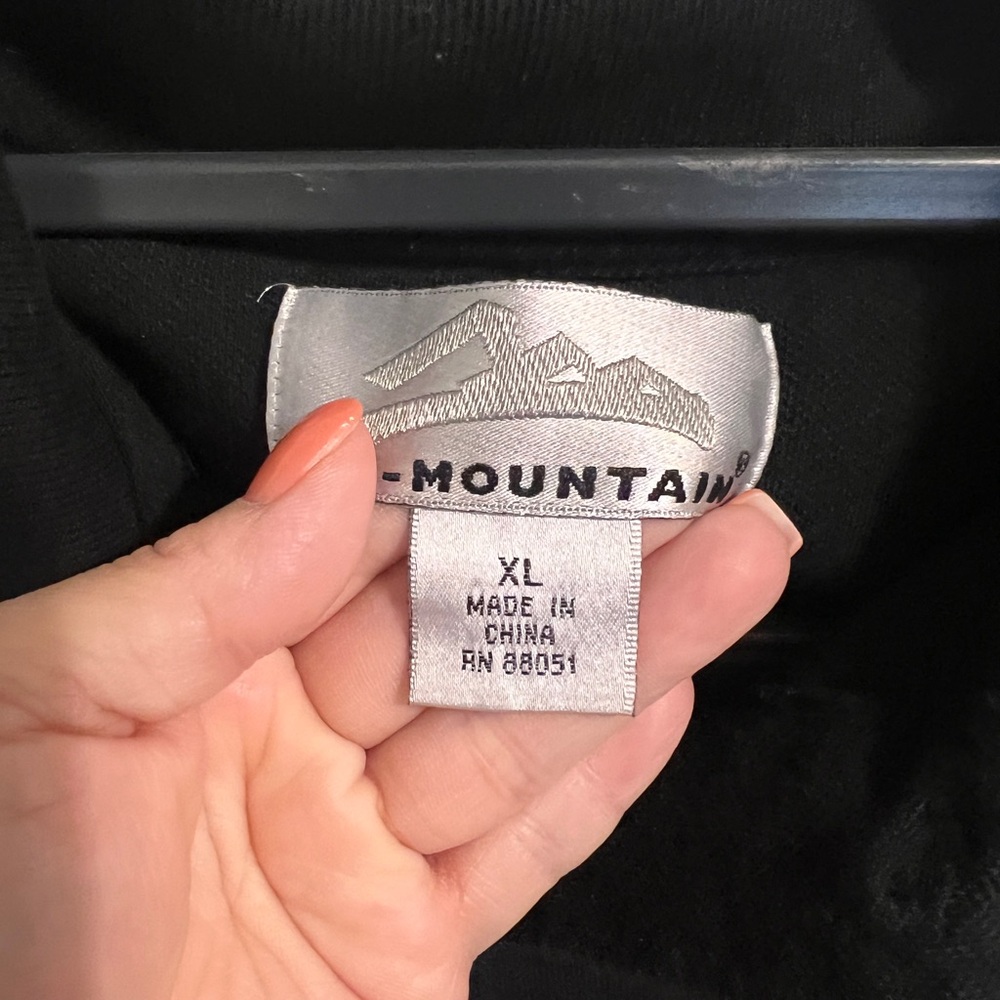 -MOUNTAIN®
XL
MADE IN
CHINA
RN 88051